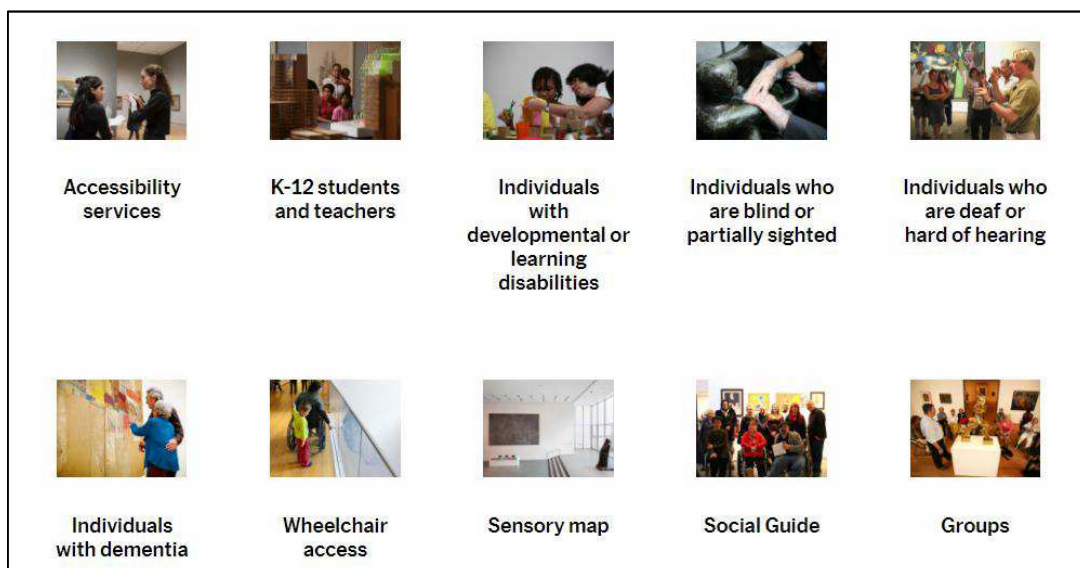 Accessibility
services
K-12 students
and teachers
Individuals
with
developmental or
learning
disabilities
Individuals who
are blind or
partially sighted
Individuals who
are deaf or
hard of hearing
Individuals
with dementia
Wheelchair
access
Sensory map
Social Guide
Groups